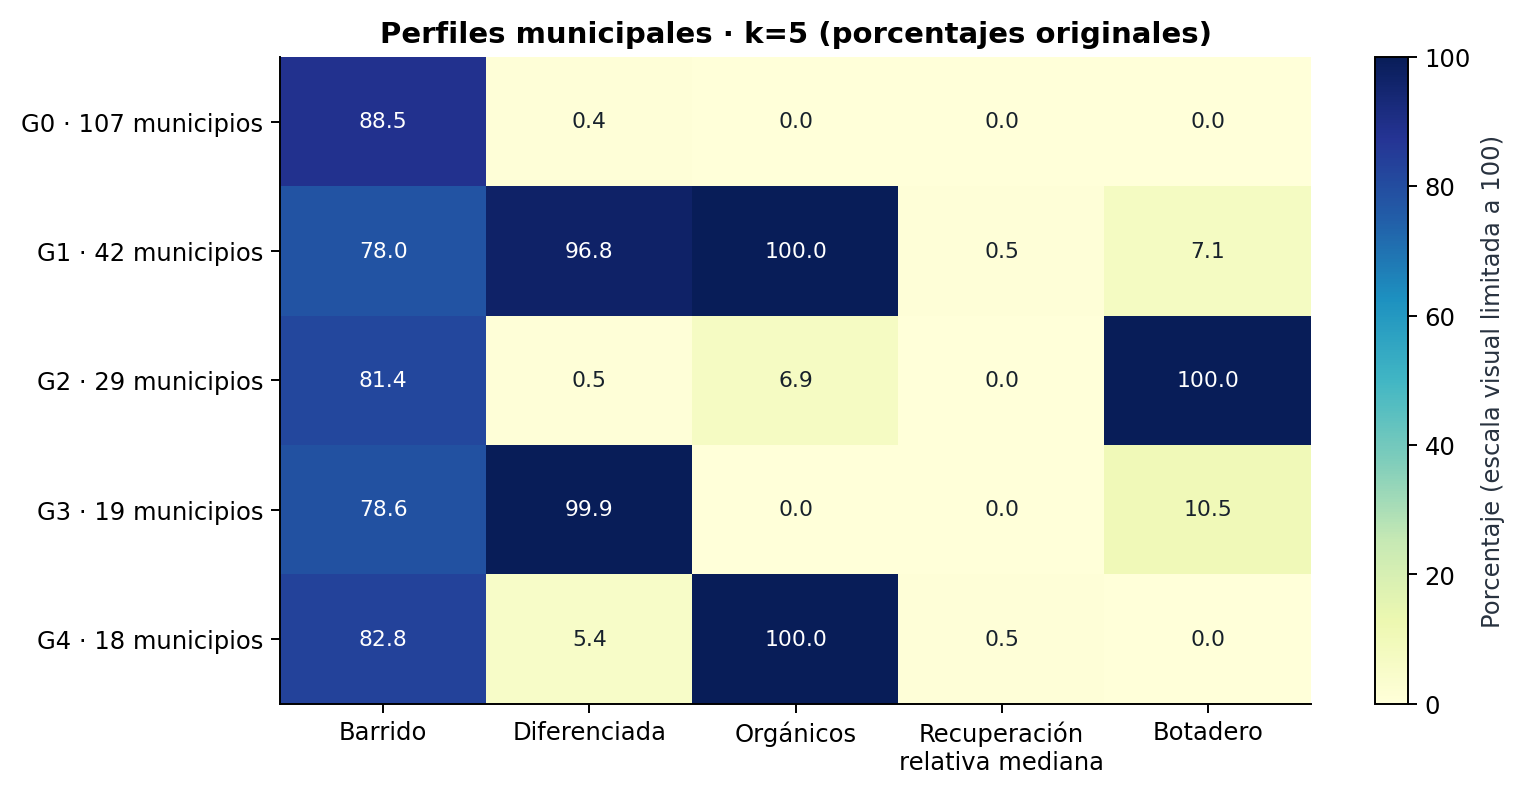 Perfiles municipales · k=5 (porcentajes originales)
G0 · 107 municipios
88.5 0.4 0.0 0.0 0.0
G1 · 42 municipios
78.0 96.8 100.0 0.5 7.1
G2 · 29 municipios
81.4 0.5 6.9 0.0 100.0
G3 · 19 municipios
78.6 99.9 0.0 0.0 10.5
G4 · 18 municipios
82.8 5.4 100.0 0.5 0.0
Barrido
Diferenciada
Orgánicos
Recuperación
relativa mediana
Botadero
100
80
60
40
20
0
Porcentaje (escala visual limitada a 100)